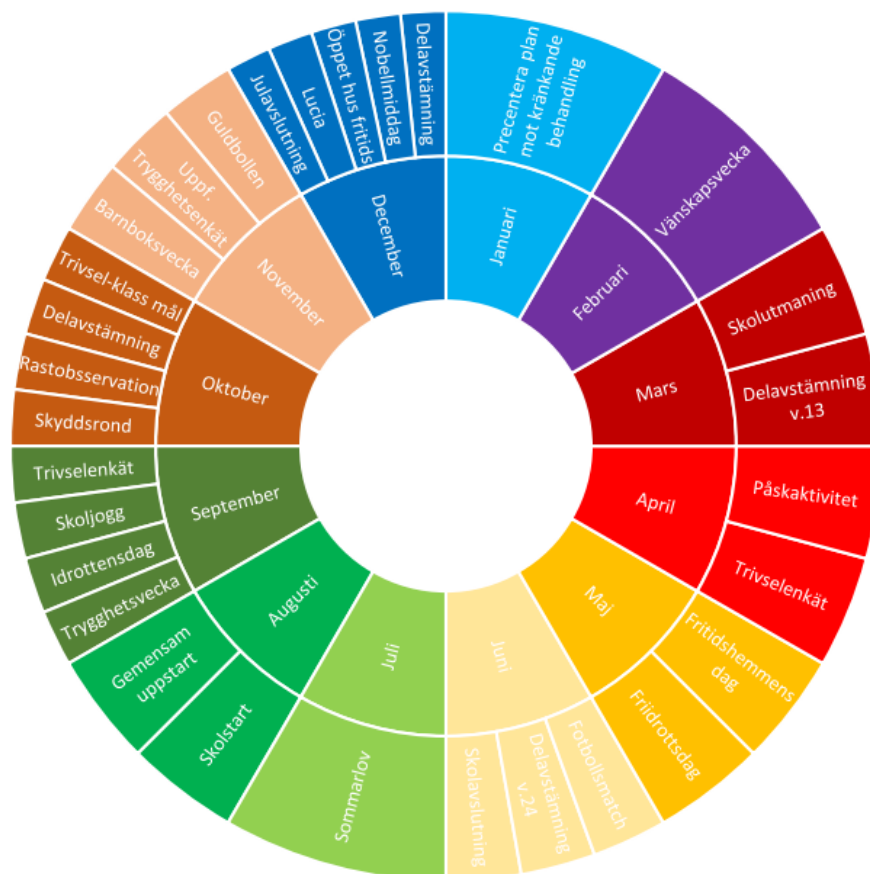 Januari
Precentera plan
mot kränkande
behandling
Februari
Vänskapsvecka
Mars
Skolutmaning
Delavstämning
v.13
April
Påskaktivitet
Trivselenkät
Maj
Fritidshemmens
dag
Friidrottsdag
Juni
Fotbollsmatch
Delavstämning
v.24
Skolavslutning
Juli
Sommarlov
Augusti
Skolstart
Gemensam
uppstart
September
Trygghetsvecka
Idrottensdag
Skoljogg
Trivselenkät
Oktober
Skyddsrond
Rastobsservation
Delavstämning
Trivsel-klass mål
November
Barnboksvecka
Uppf.
Trygghetsenkät
Guldbollen
December
Julavslutning
Lucia
Öppet hus fritids
Nobellmiddag
Delavstämning